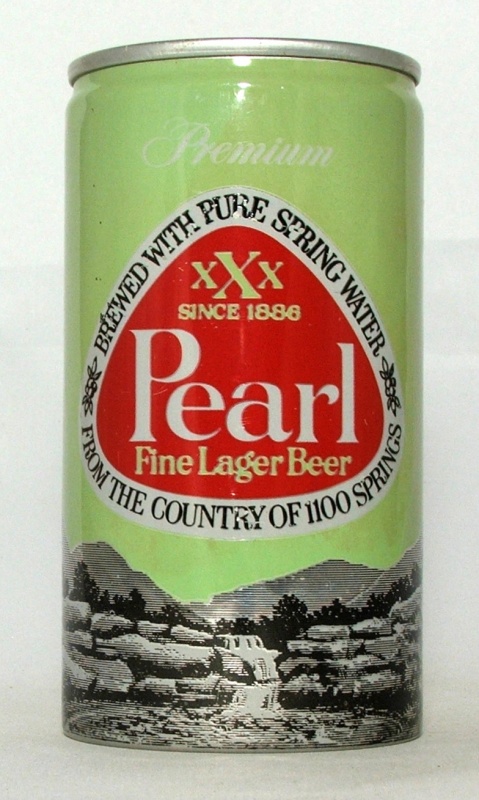 Premium
BREWED WITH PURE SPRING WATER
XXX
SINCE 1886
Pearl
Fine Lager Beer
FROM THE COUNTRY OF 1100 SPRINGS